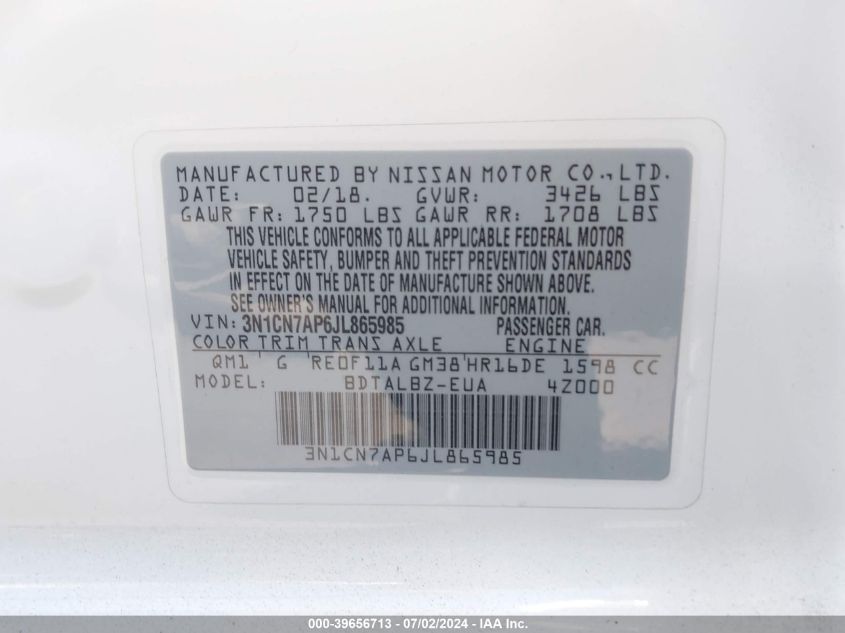 MANUFACTURED BY NISSAN MOTOR CO., LTD.
DATE: 02/18. GVWR: 3426 LBS
GAWR FR: 1750 LBS GAWR RR: 1708 LBS
THIS VEHICLE CONFORMS TO ALL APPLICABLE FEDERAL MOTOR
VEHICLE SAFETY, BUMPER AND THEFT PREVENTION STANDARDS
IN EFFECT ON THE DATE OF MANUFACTURE SHOWN ABOVE.
SEE OWNER'S MANUAL FOR ADDITIONAL INFORMATION.
VIN: 3N1CN7AP6JL865985 PASSENGER CAR.
COLOR TRIM TRANS AXLE ENGINE
QM1 G RE0F11A GM38 HR16DE 1598 CC
MODEL: BDTALBZ-EUA 4Z000
3N1CN7AP6JL865985
000-39656713 - 07/02/2024 - IAA Inc.